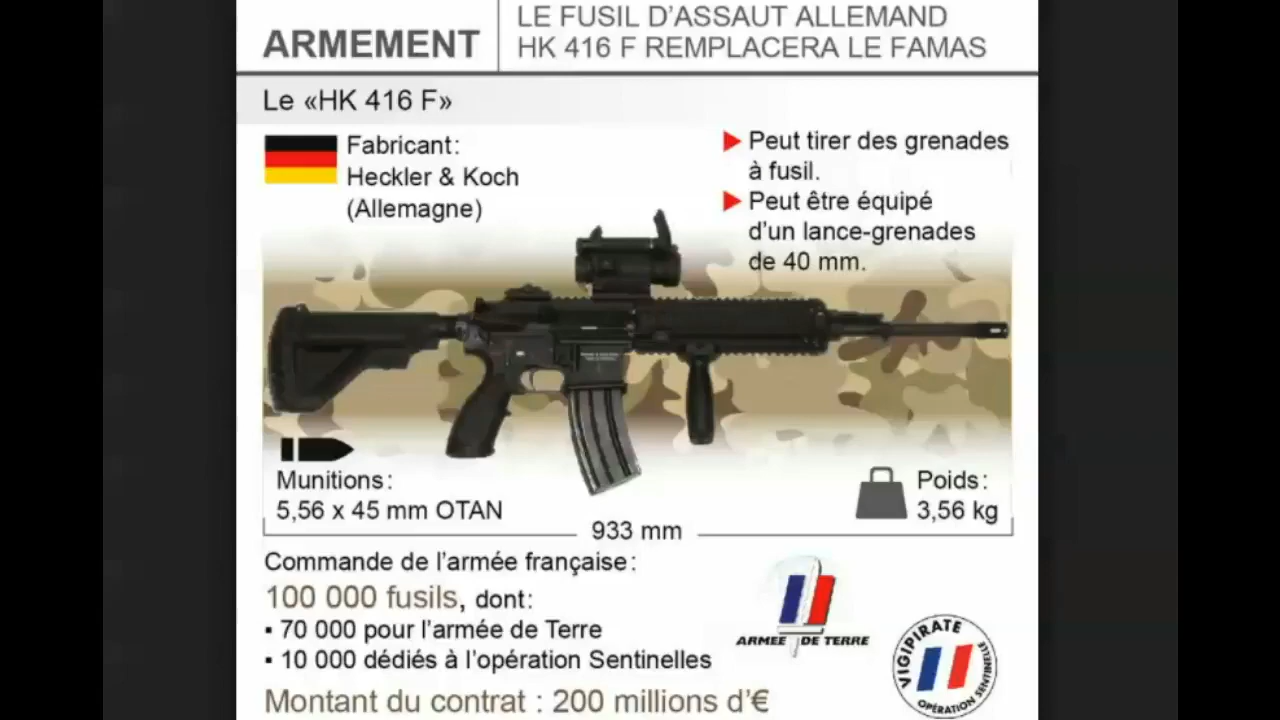 ARMEMENT
LE FUSIL D'ASSAUT ALLEMAND
HK 416 F REMPLACERA LE FAMAS
Le «HK 416 F»
Fabricant :
Heckler & Koch
(Allemagne)
Peut tirer des grenades
à fusil.
Peut être équipé
d'un lance-grenades
de 40 mm.
Munitions :
5,56 x 45 mm OTAN
Poids :
3,56 kg
933 mm
Commande de l'armée française :
100 000 fusils, dont :
▪ 70 000 pour l'armée de Terre
▪ 10 000 dédiés à l'opération Sentinelles
Montant du contrat : 200 millions d'€
ARMEE DE TERRE
VIGIPIRATE
OPÉRATION SENTINELLE